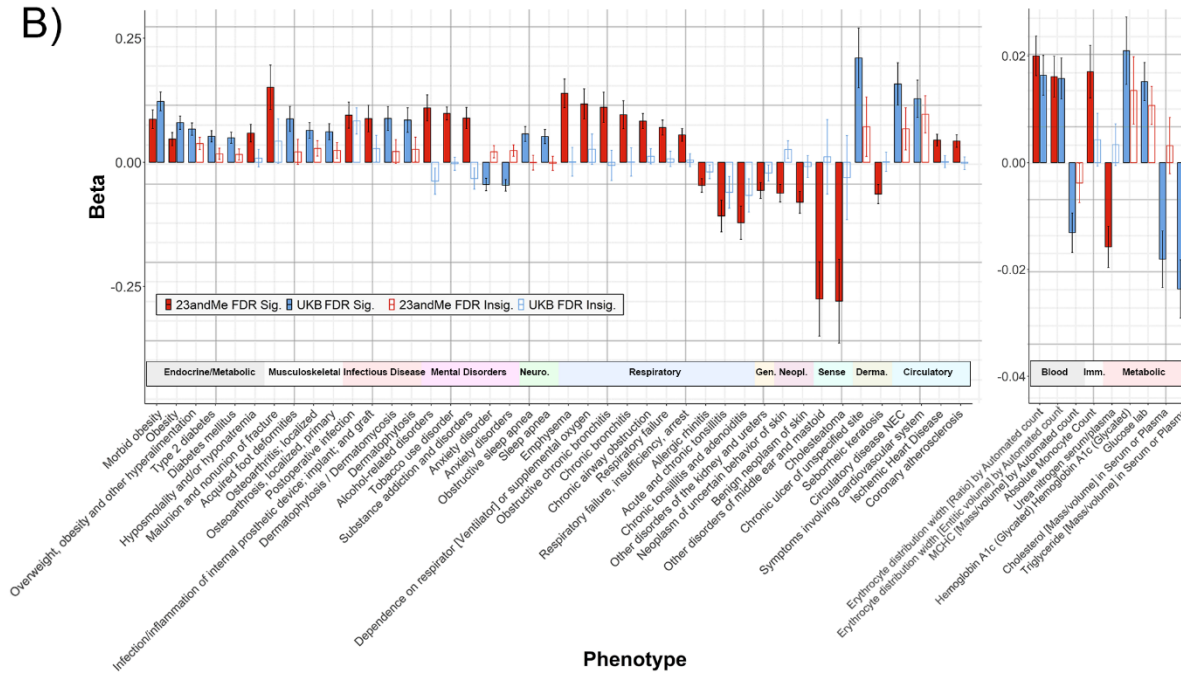 B)
0.25
0.00
-0.25
Beta
0.02
0.00
-0.02
-0.04
23andMe FDR Sig.
UKB FDR Sig.
23andMe FDR Insig.
UKB FDR Insig.
Endocrine/Metabolic
Musculoskeletal
Infectious Disease
Mental Disorders
Neuro.
Respiratory
Gen.
Neopl.
Sense
Derma.
Circulatory
Blood
Imm.
Metabolic
Morbid obesity
Obesity
Overweight, obesity and other hyperalimentation
Type 2 diabetes
Diabetes mellitus
Hyposmolality and/or hyponatremia
Malunion and nonunion of fracture
Acquired foot deformities
Osteoarthritis; localized
Osteoarthrosis, localized, primary
Postoperative infection
Infection/inflammation of internal prosthetic device; implant; and graft
Dermatophytosis / Dermatomycosis
Dermatophytosis
Alcohol-related disorders
Tobacco use disorder
Substance addiction and disorders
Anxiety disorder
Anxiety disorders
Obstructive sleep apnea
Sleep apnea
Emphysema
Dependence on respirator [Ventilator] or supplemental oxygen
Obstructive chronic bronchitis
Chronic bronchitis
Chronic airway obstruction
Respiratory failure
Respiratory failure, insufficiency, arrest
Allergic rhinitis
Acute and chronic tonsillitis
Chronic tonsillitis and adenoiditis
Other disorders of the kidney and ureters
Neoplasm of uncertain behavior of skin
Benign neoplasm of skin
Other disorders of middle ear and mastoid
Cholesteatoma
Chronic ulcer of unspecified site
Seborrheic keratosis
Circulatory disease NEC
Symptoms involving cardiovascular system
Ischemic Heart Disease
Coronary atherosclerosis
Erythrocyte distribution width [Ratio] by Automated count
Erythrocyte distribution width [Entitic volume] by Automated count
MCHC [Mass/volume] by Automated count
Absolute Monocyte Count
Urea nitrogen serum/plasma
Hemoglobin A1c (Glycated) Hemoglobin A1c (Glycated)
Glucose lab
Cholesterol [Mass/volume] in Serum or Plasma
Triglyceride [Mass/volume] in Serum or Plasma
Phenotype